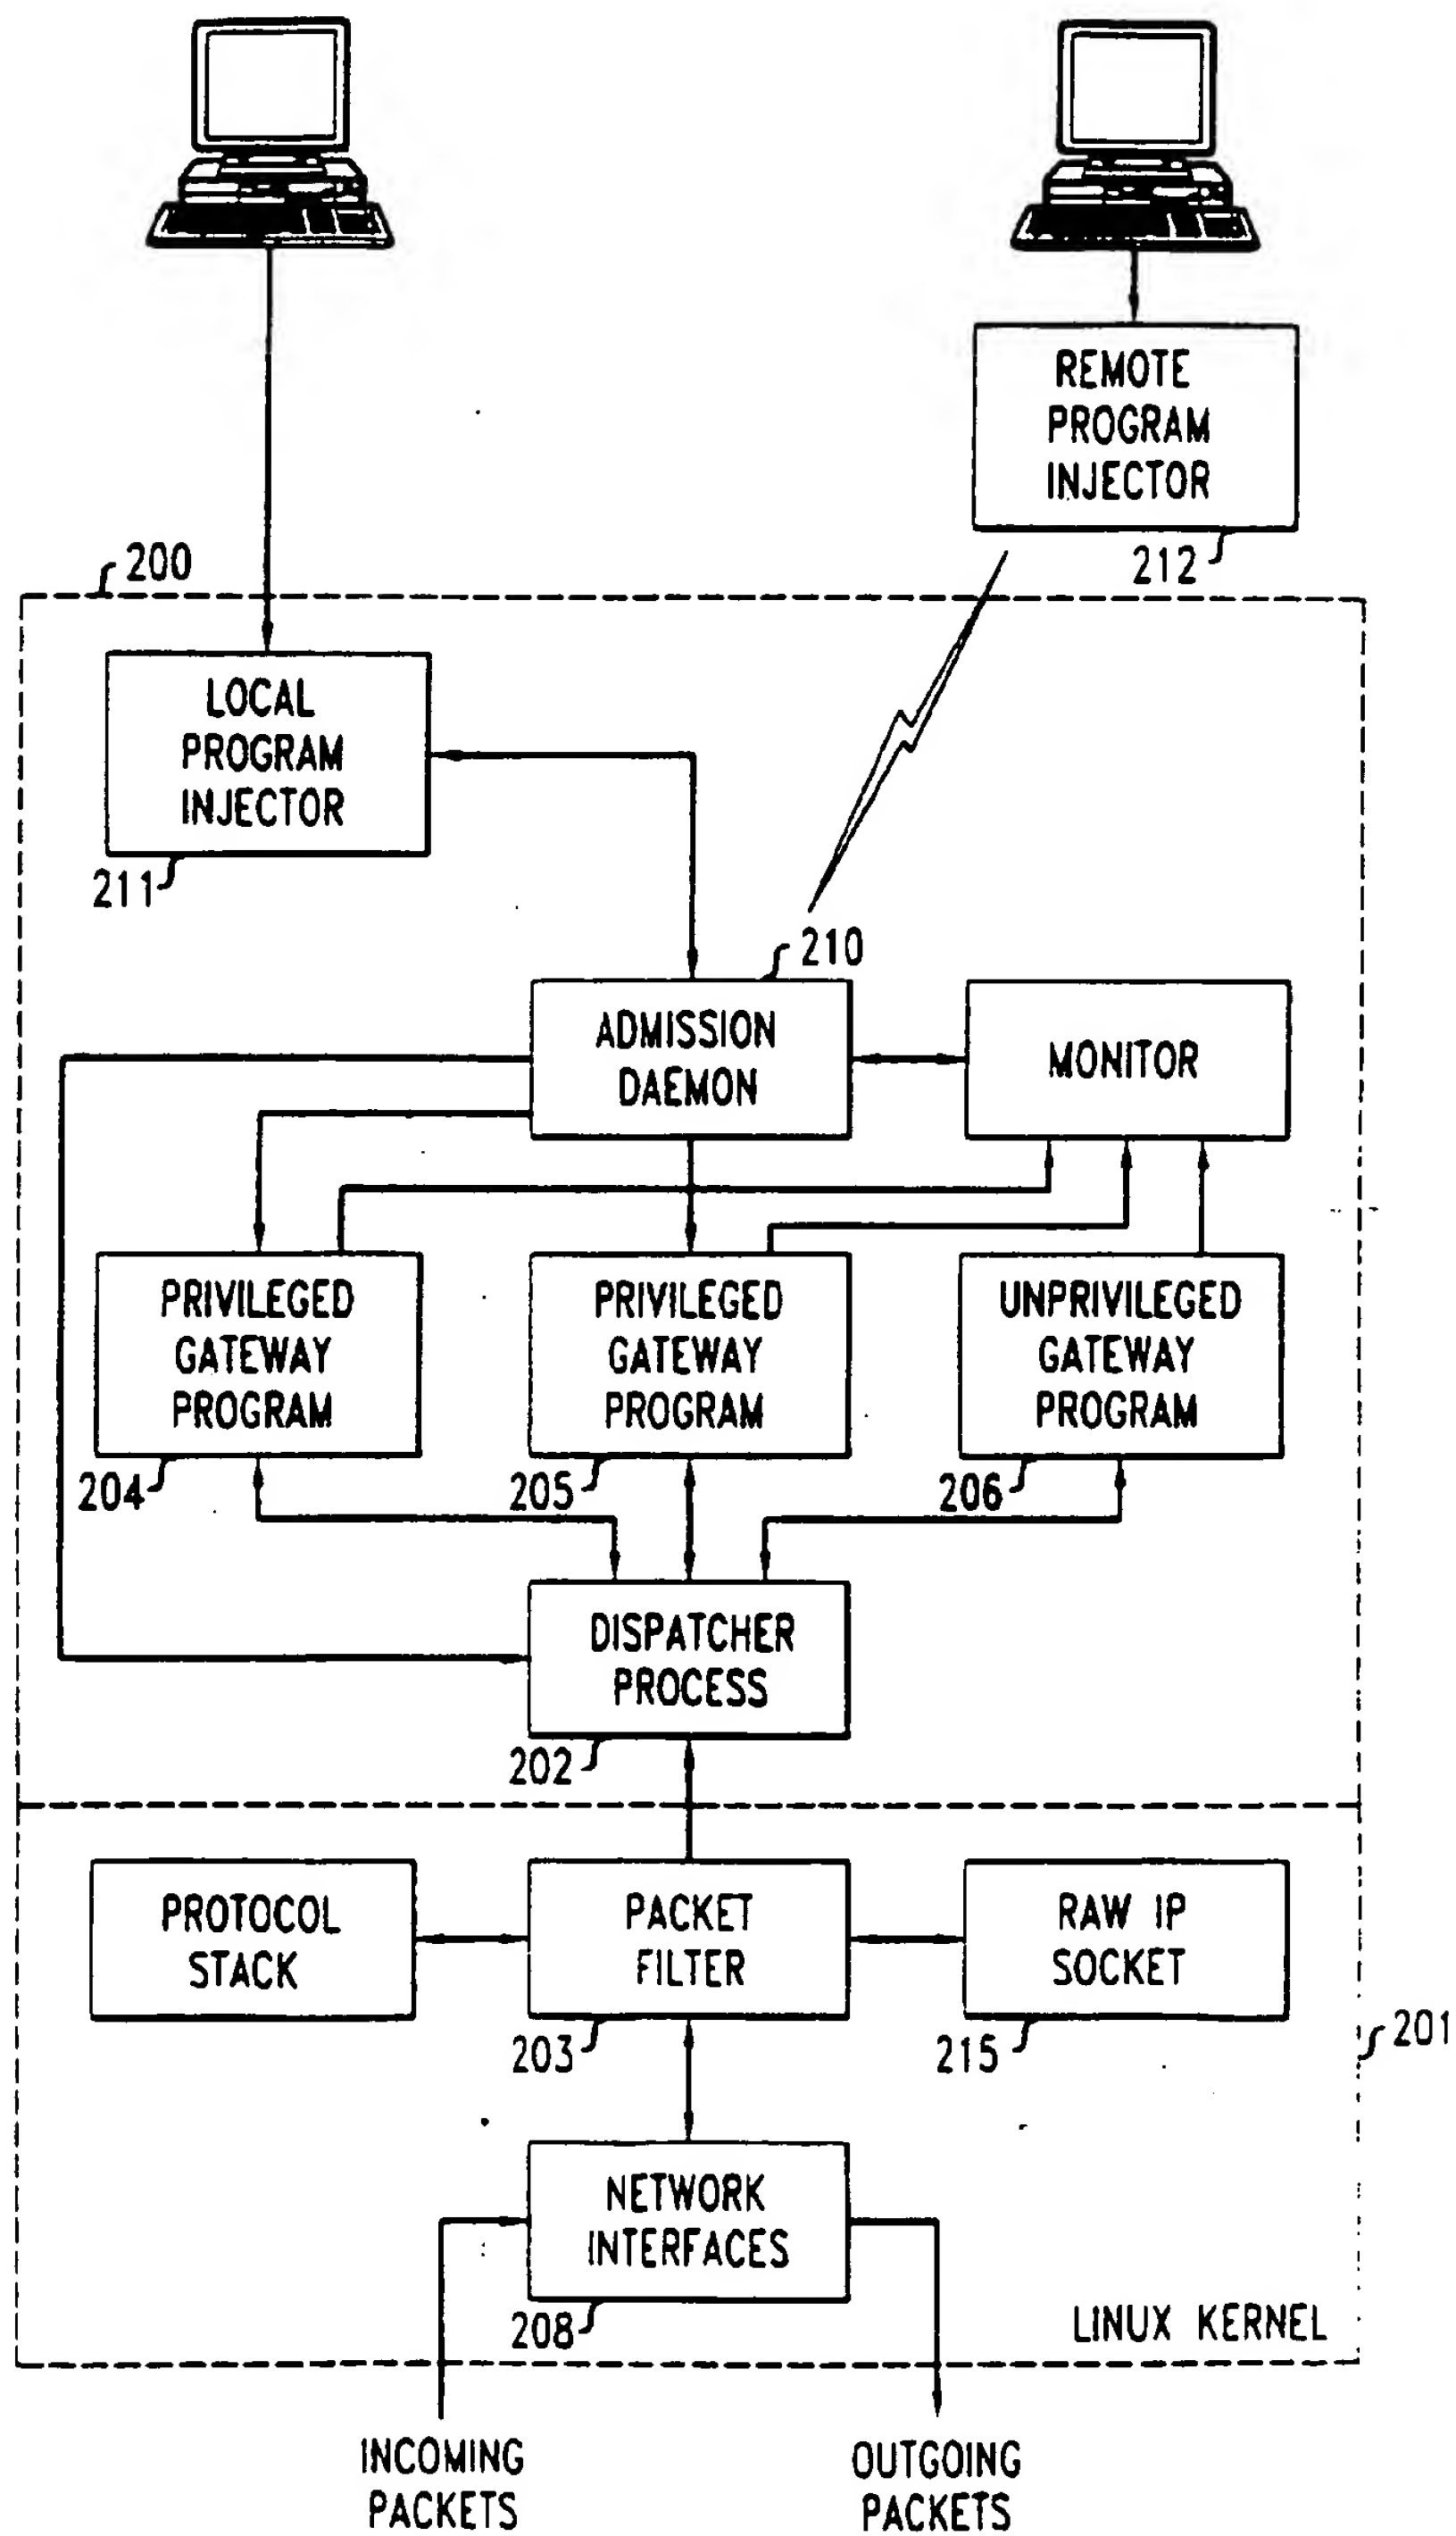 REMOTE
PROGRAM
INJECTOR
212
200
LOCAL
PROGRAM
INJECTOR
211
210
ADMISSION
DAEMON
MONITOR
PRIVILEGED
GATEWAY
PROGRAM
204
PRIVILEGED
GATEWAY
PROGRAM
205
UNPRIVILEGED
GATEWAY
PROGRAM
206
DISPATCHER
PROCESS
202
PROTOCOL
STACK
PACKET
FILTER
203
RAW IP
SOCKET
215
201
NETWORK
INTERFACES
208
LINUX KERNEL
INCOMING
PACKETS
OUTGOING
PACKETS